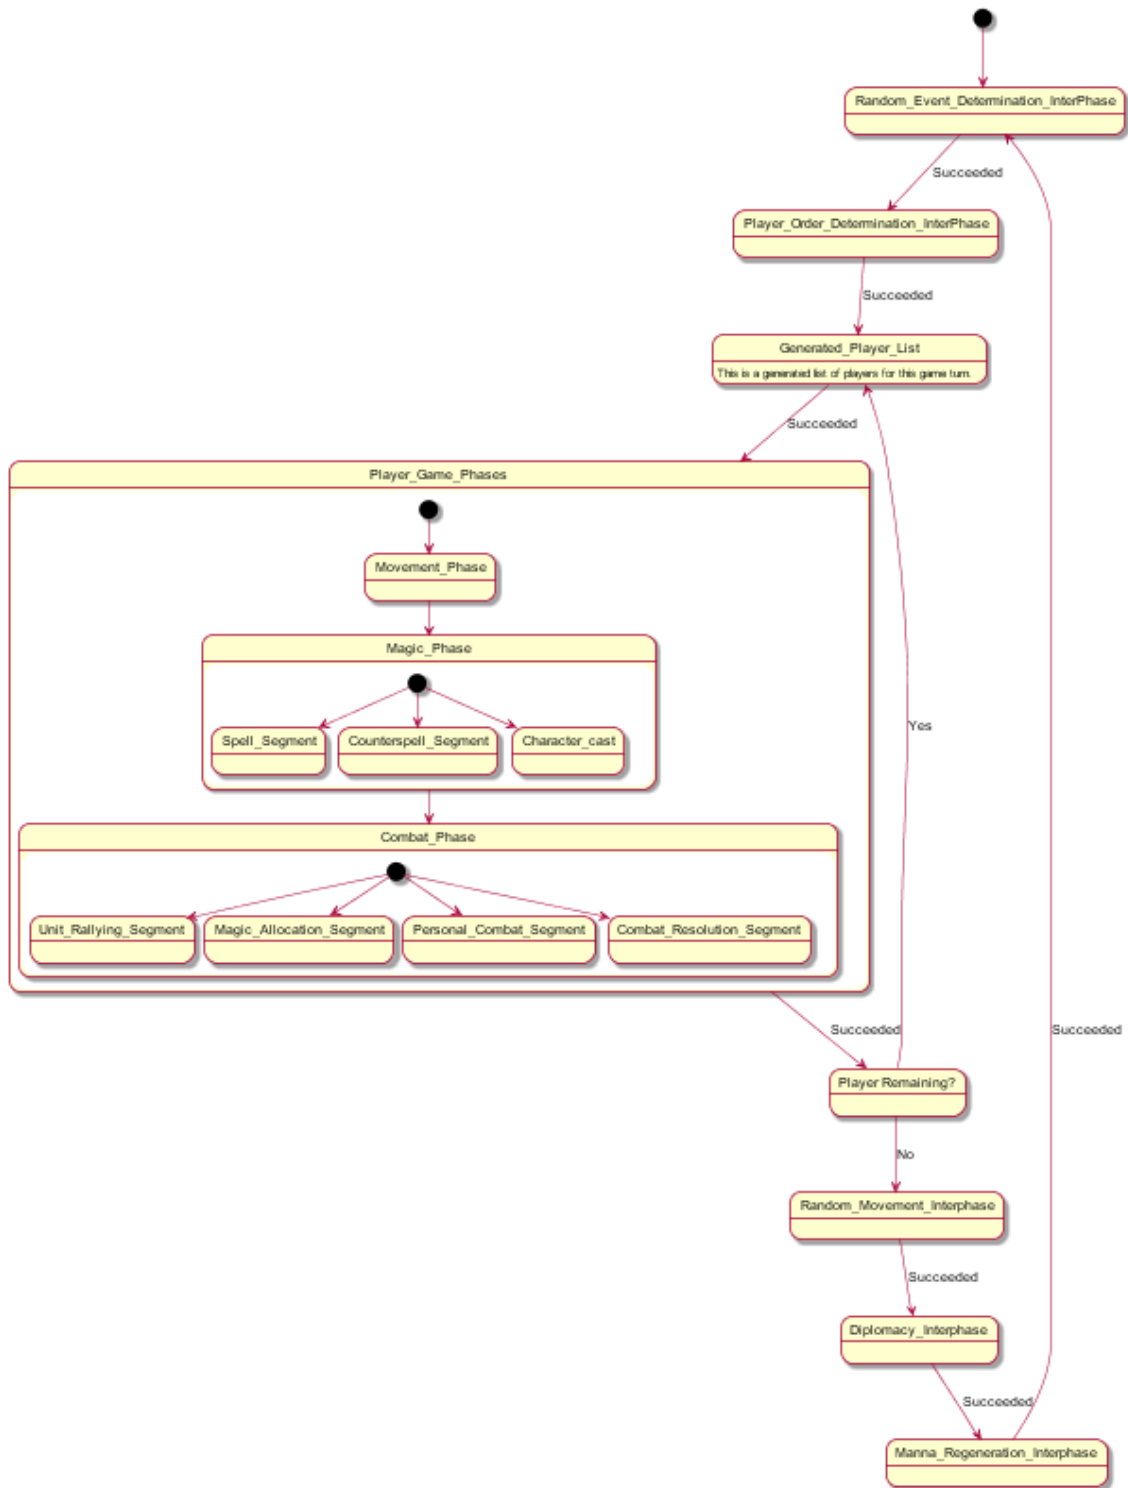 Random_Event_Determination_InterPhase
Succeeded
Player_Order_Determination_InterPhase
Succeeded
Generated_Player_List
This is a generated list of players for this game turn.
Succeeded
Player_Game_Phases
Movement_Phase
Magic_Phase
Spell_Segment
Counterspell_Segment
Character_cast
Yes
Combat_Phase
Unit_Rallying_Segment
Magic_Allocation_Segment
Personal_Combat_Segment
Combat_Resolution_Segment
Succeeded
Succeeded
Player Remaining?
No
Random_Movement_Interphase
Succeeded
Diplomacy_Interphase
Succeeded
Manna_Regeneration_Interphase